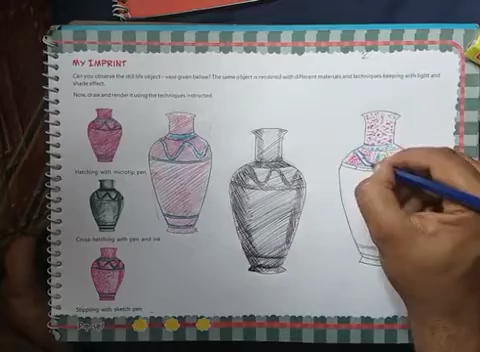 MY IMPRINT
Can you observe the still life object – vase given below? The same object is rendered with different materials and techniques keeping with light and
shade effect.
Now, draw and render it using the techniques instructed.
Hatching with microtip pen
Cross-hatching with pen and ink
Stippling with sketch pen